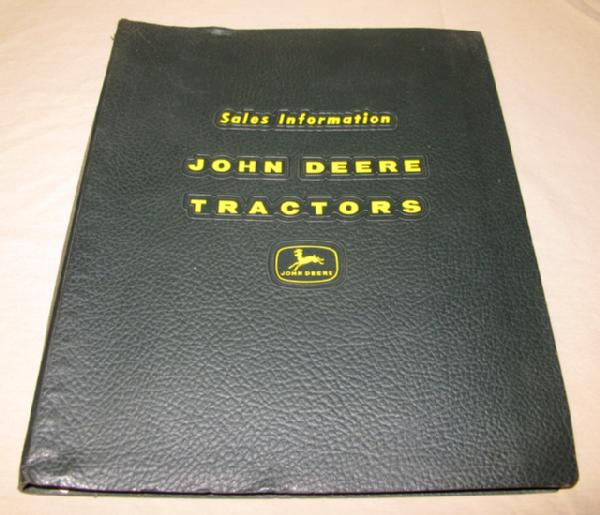 Sales Information
JOHN DEERE
TRACTORS
JOHN DEERE